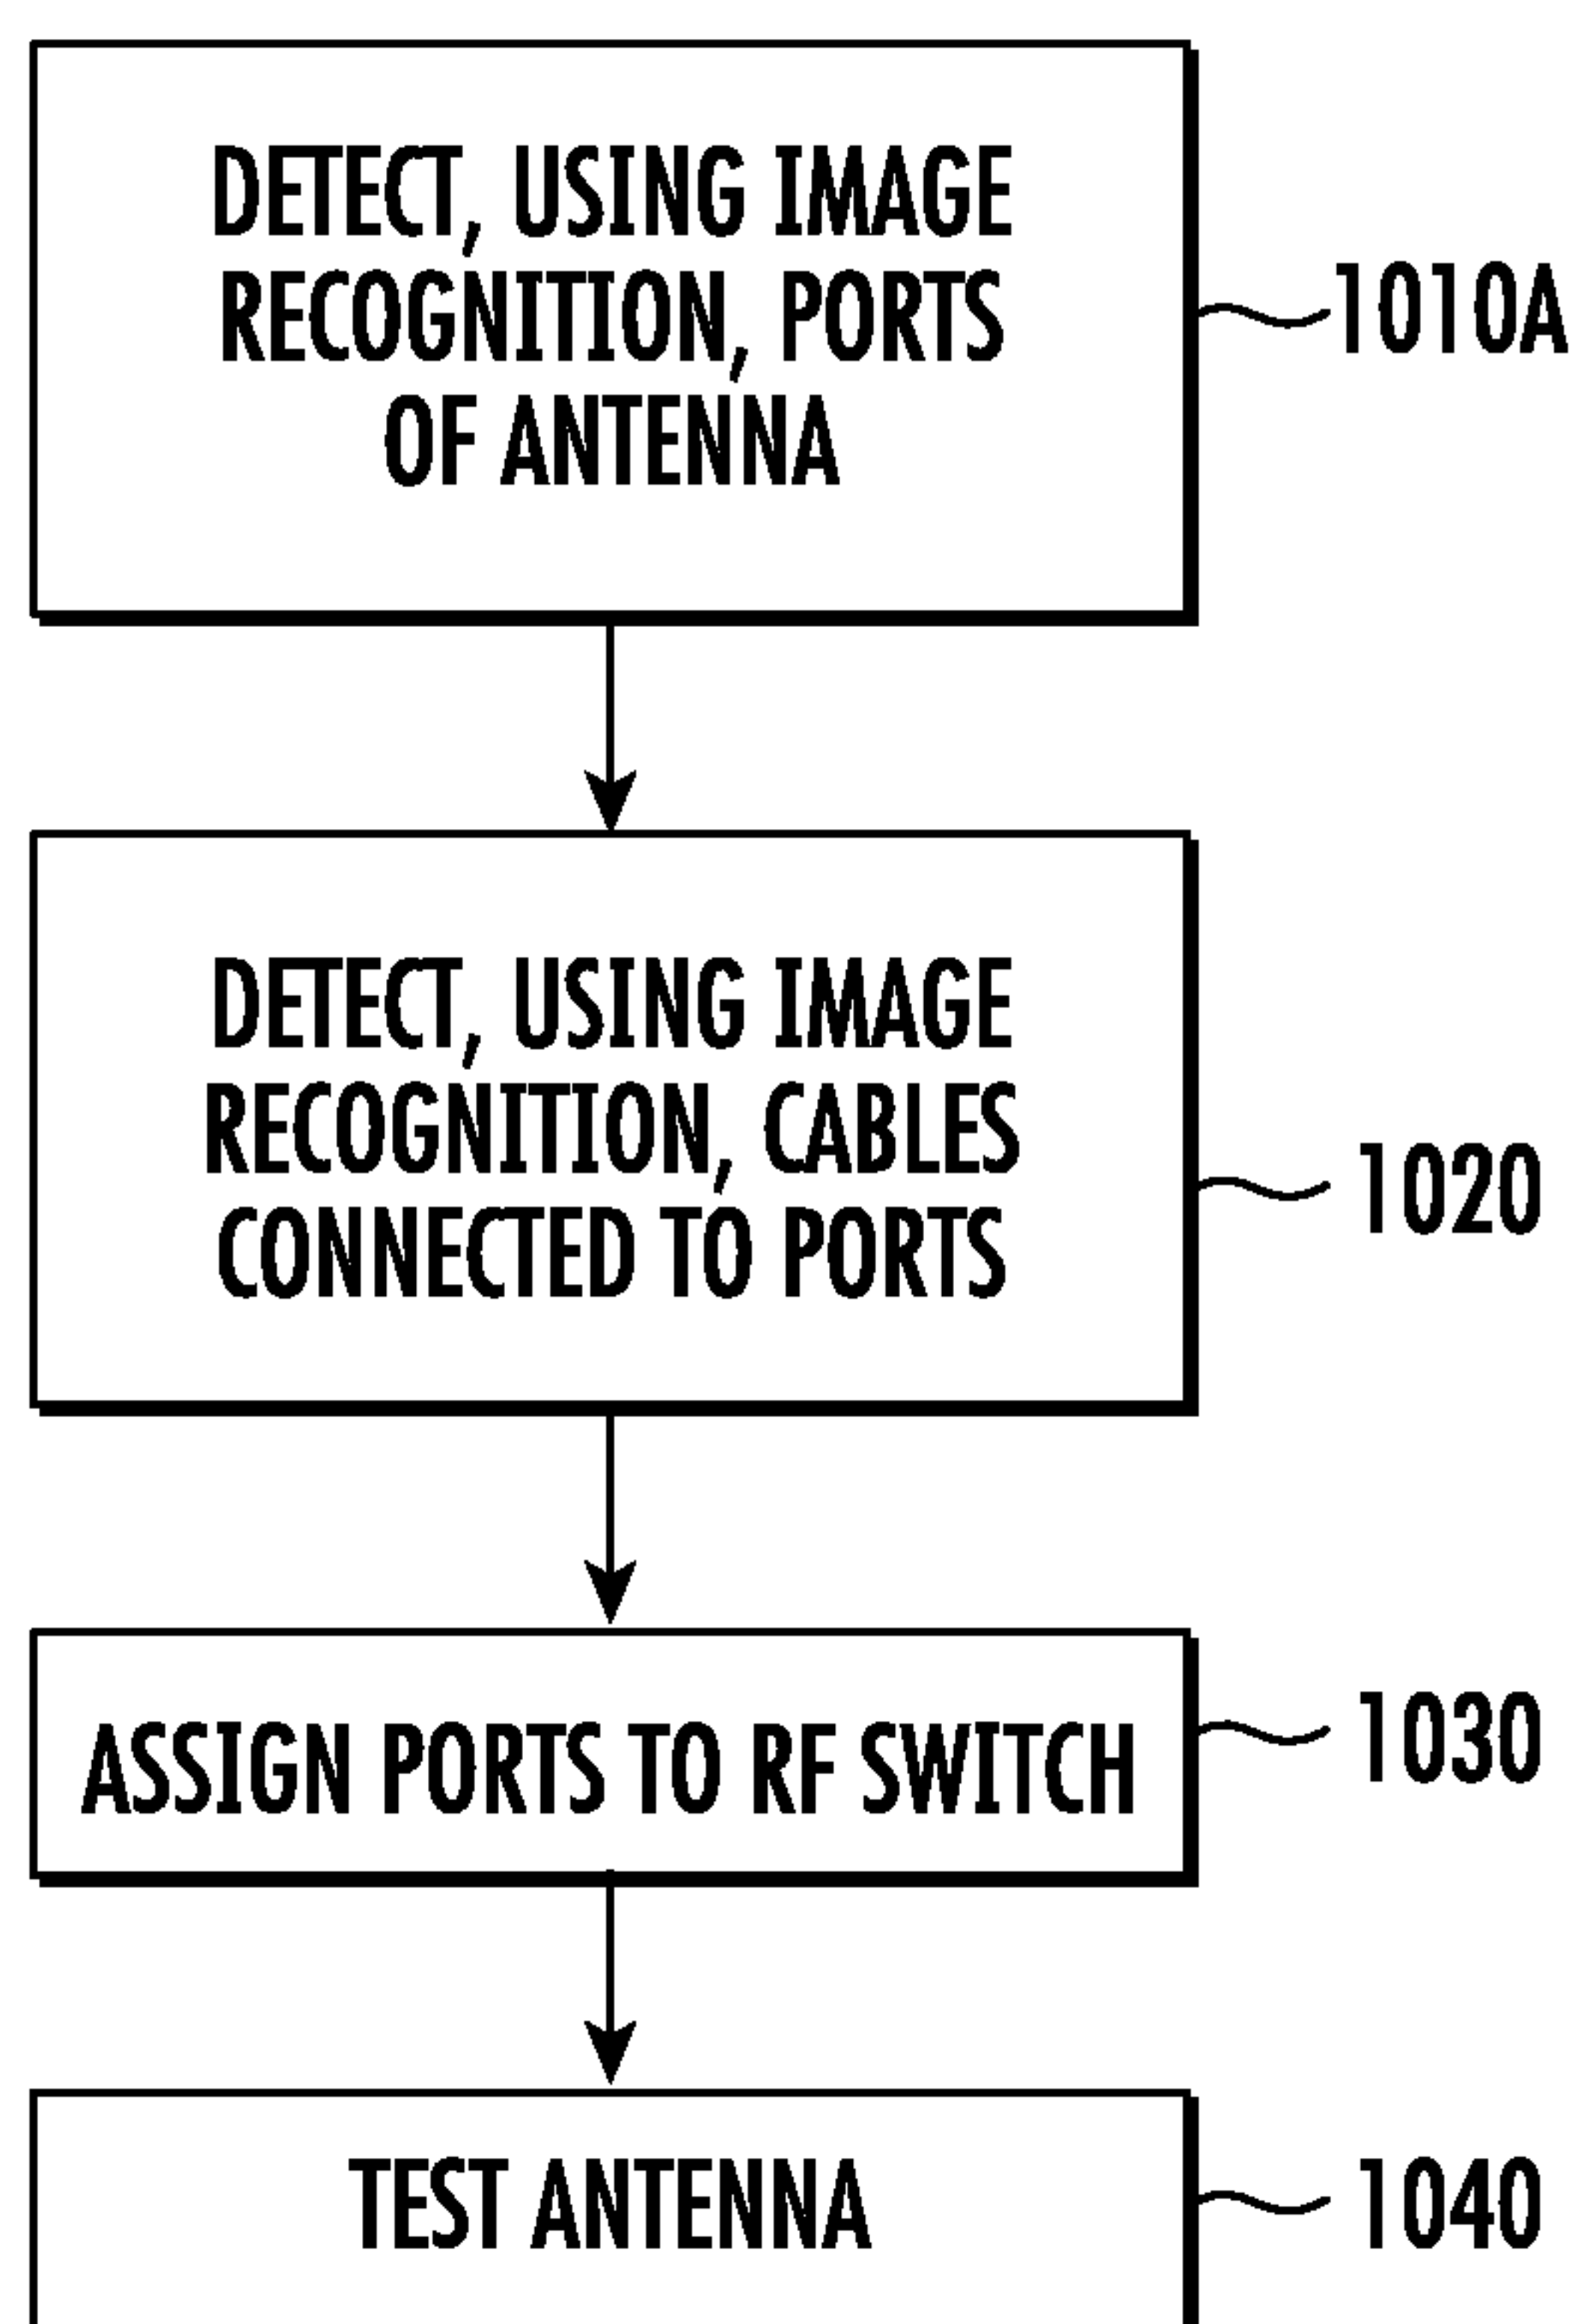 DETECT, USING IMAGE
RECOGNITION, PORTS
OF ANTENNA
1010A
DETECT, USING IMAGE
RECOGNITION, CABLES
CONNECTED TO PORTS
1020
ASSIGN PORTS TO RF SWITCH
1030
TEST ANTENNA
1040